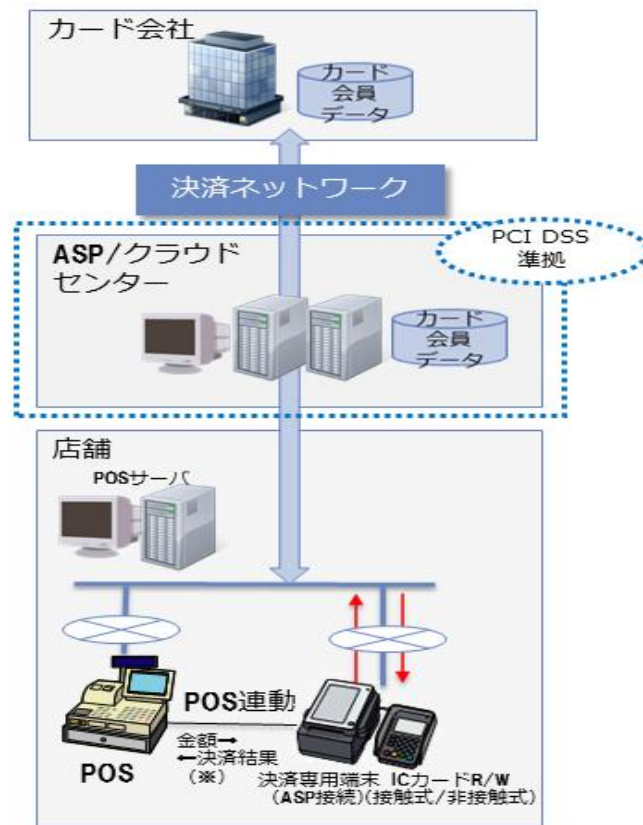 カード会社
カード
会員
データ
決済ネットワーク
PCI DSS
準拠
ASP/クラウド
センター
カード
会員
データ
店舗
POSサーバ
POS連動
金額→
←決済結果
(※)
POS
決済専用端末 ICカードR/W
(ASP接続)(接触式/非接触式)